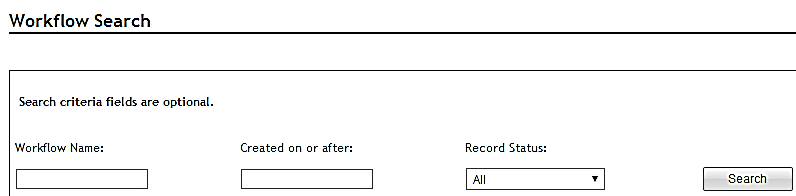 Workflow Search
Search criteria fields are optional.
Workflow Name: Created on or after: Record Status:
All Search